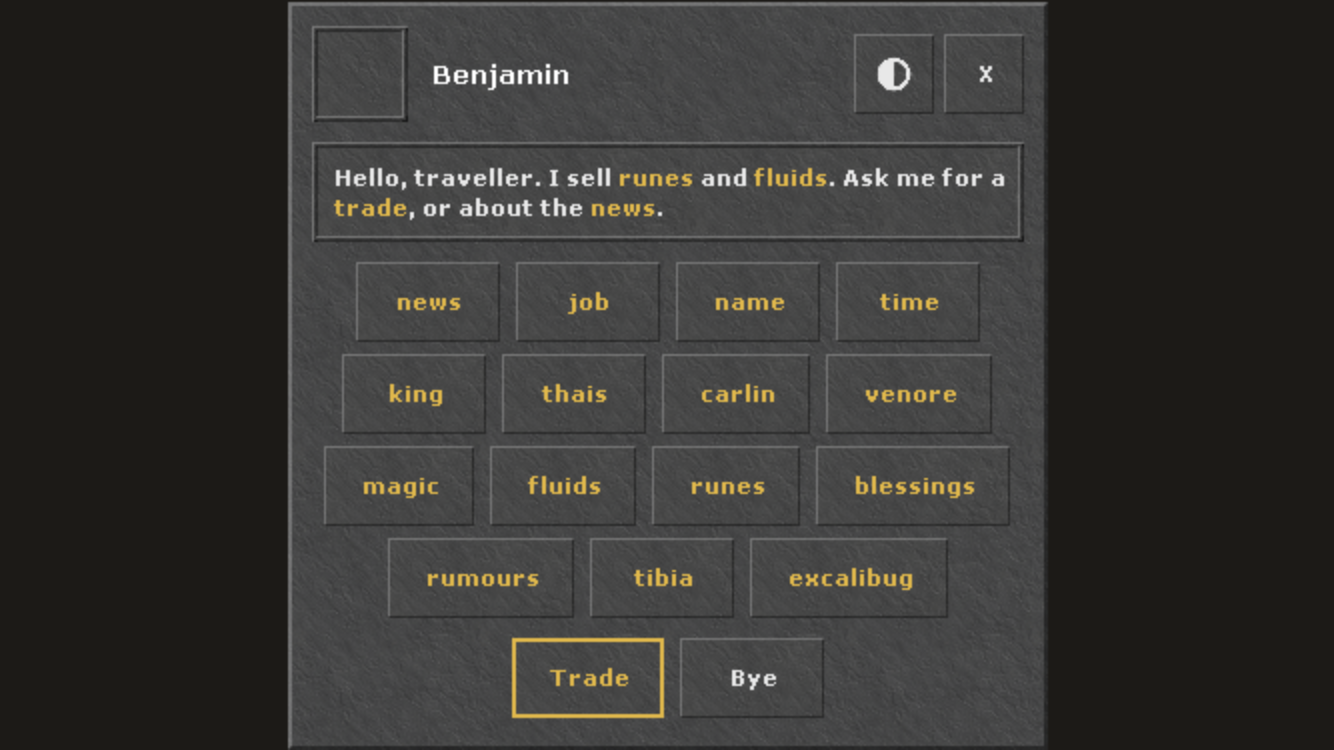 Benjamin
X
Hello, traveller. I sell runes and fluids. Ask me for a
trade, or about the news.
news job name time
king thais carlin venore
magic fluids runes blessings
rumours tibia excalibug
Trade Bye